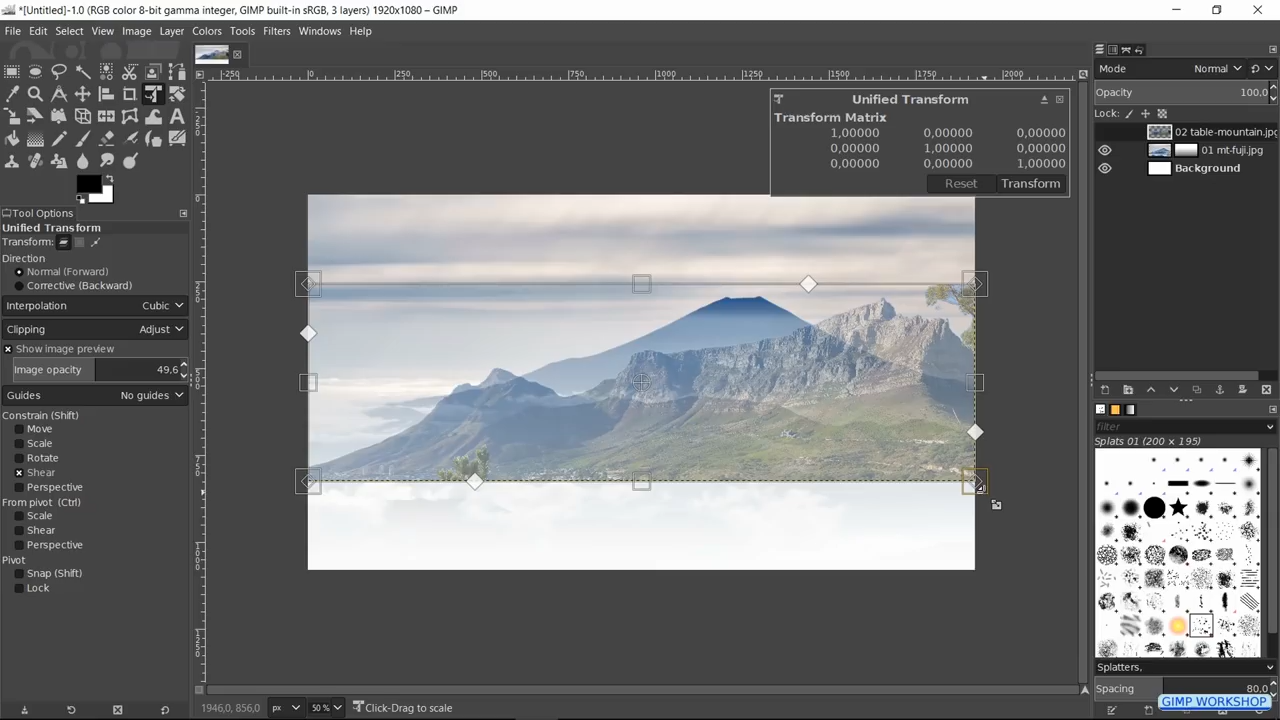 *[Untitled]-1.0 (RGB color 8-bit gamma integer, GIMP built-in sRGB, 3 layers) 1920x1080 – GIMP
File Edit Select View Image Layer Colors Tools Filters Windows Help
Tool Options
Unified Transform
Transform:
Direction
Normal (Forward)
Corrective (Backward)
Interpolation Cubic
Clipping Adjust
Show image preview
Image opacity 49,6
Guides No guides
Constrain (Shift)
Move
Scale
Rotate
Shear
Perspective
From pivot (Ctrl)
Scale
Shear
Perspective
Pivot
Snap (Shift)
Lock
-250 0 250 500 750 1000 1250 1500 1750 2000
Unified Transform
Transform Matrix
1,00000 0,00000 0,00000
0,00000 1,00000 0,00000
0,00000 0,00000 1,00000
Reset Transform
1946,0, 856,0 px 50 % Click-Drag to scale
Mode Normal
Opacity 100,0
Lock:
02 table-mountain.jpg
01 mt-fuji.jpg
Background
filter
Splats 01 (200 x 195)
Splatters,
Spacing 80,0
GIMP WORKSHOP